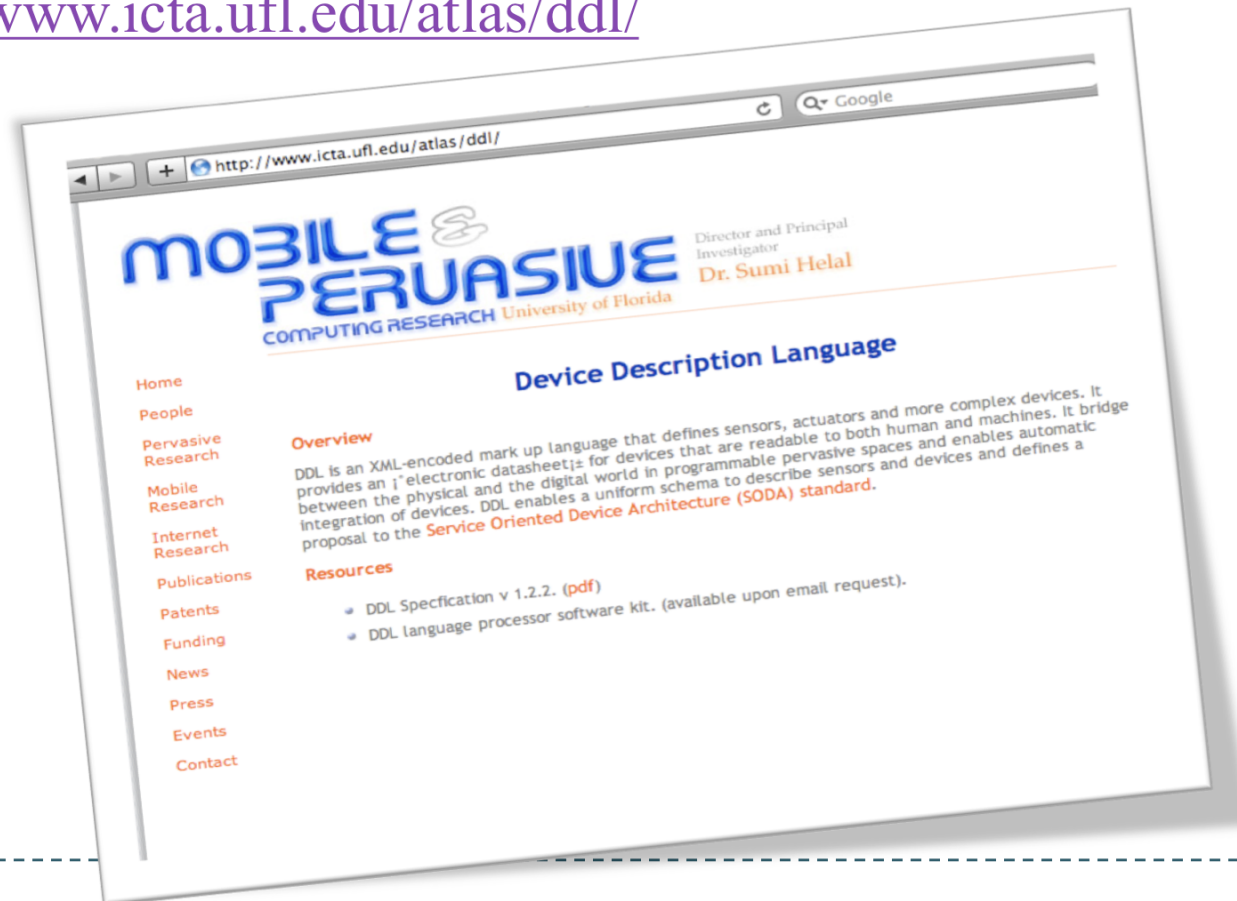 www.icta.ufl.edu/atlas/ddl/
http://www.icta.ufl.edu/atlas/ddl/
Google
MOBILE &
PERVASIVE
COMPUTING RESEARCH University of Florida
Director and Principal
Investigator
Dr. Sumi Helal
Home
People
Pervasive
Research
Mobile
Research
Internet
Research
Publications
Patents
Funding
News
Press
Events
Contact
Device Description Language
Overview
DDL is an XML-encoded mark up language that defines sensors, actuators and more complex devices. It
provides an ¡°electronic datasheet¡± for devices that are readable to both human and machines. It bridge
between the physical and the digital world in programmable pervasive spaces and enables automatic
integration of devices. DDL enables a uniform schema to describe sensors and devices and defines a
proposal to the Service Oriented Device Architecture (SODA) standard.
Resources
DDL Specfication v 1.2.2. (pdf)
DDL language processor software kit. (available upon email request).